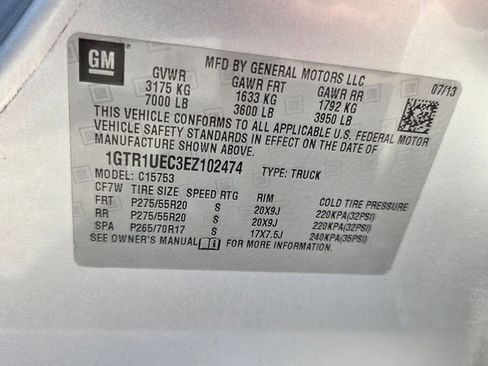 GM
MFD BY GENERAL MOTORS LLC
07/13
GVWR GAWR FRT GAWR RR
3175 KG 1633 KG 1792 KG
7000 LB 3600 LB 3950 LB
THIS VEHICLE CONFORMS TO ALL APPLICABLE U.S. FEDERAL MOTOR
VEHICLE SAFETY STANDARDS IN EFFECT ON THE DATE OF
MANUFACTURE SHOWN ABOVE.
1GTR1UEC3EZ102474 TYPE: TRUCK
MODEL: C15753
CF7W TIRE SIZE SPEED RTG RIM COLD TIRE PRESSURE
FRT P275/55R20 S 20X9J 220KPA(32PSI)
RR P275/55R20 S 20X9J 220KPA(32PSI)
SPA P265/70R17 S 17X7.5J 240KPA(35PSI)
SEE OWNER'S MANUAL FOR MORE INFORMATION.